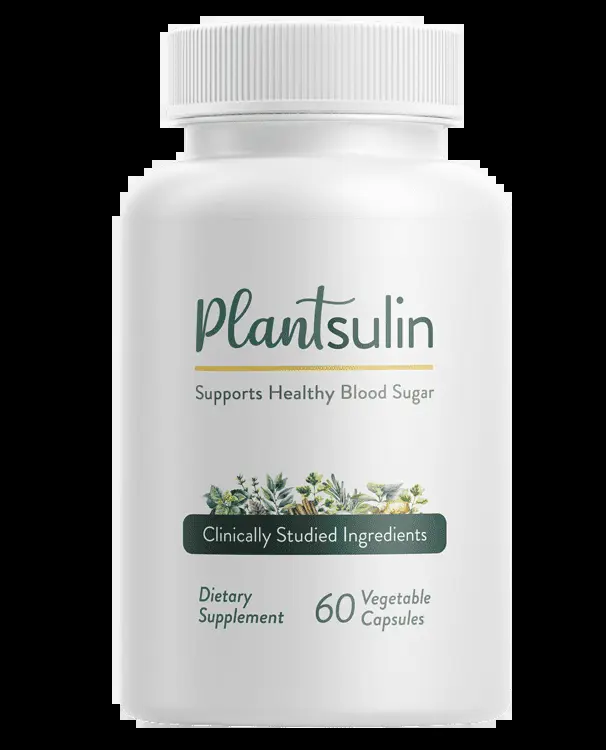 Plantsulin
Supports Healthy Blood Sugar
Clinically Studied Ingredients
Dietary
Supplement
60
Vegetable
Capsules